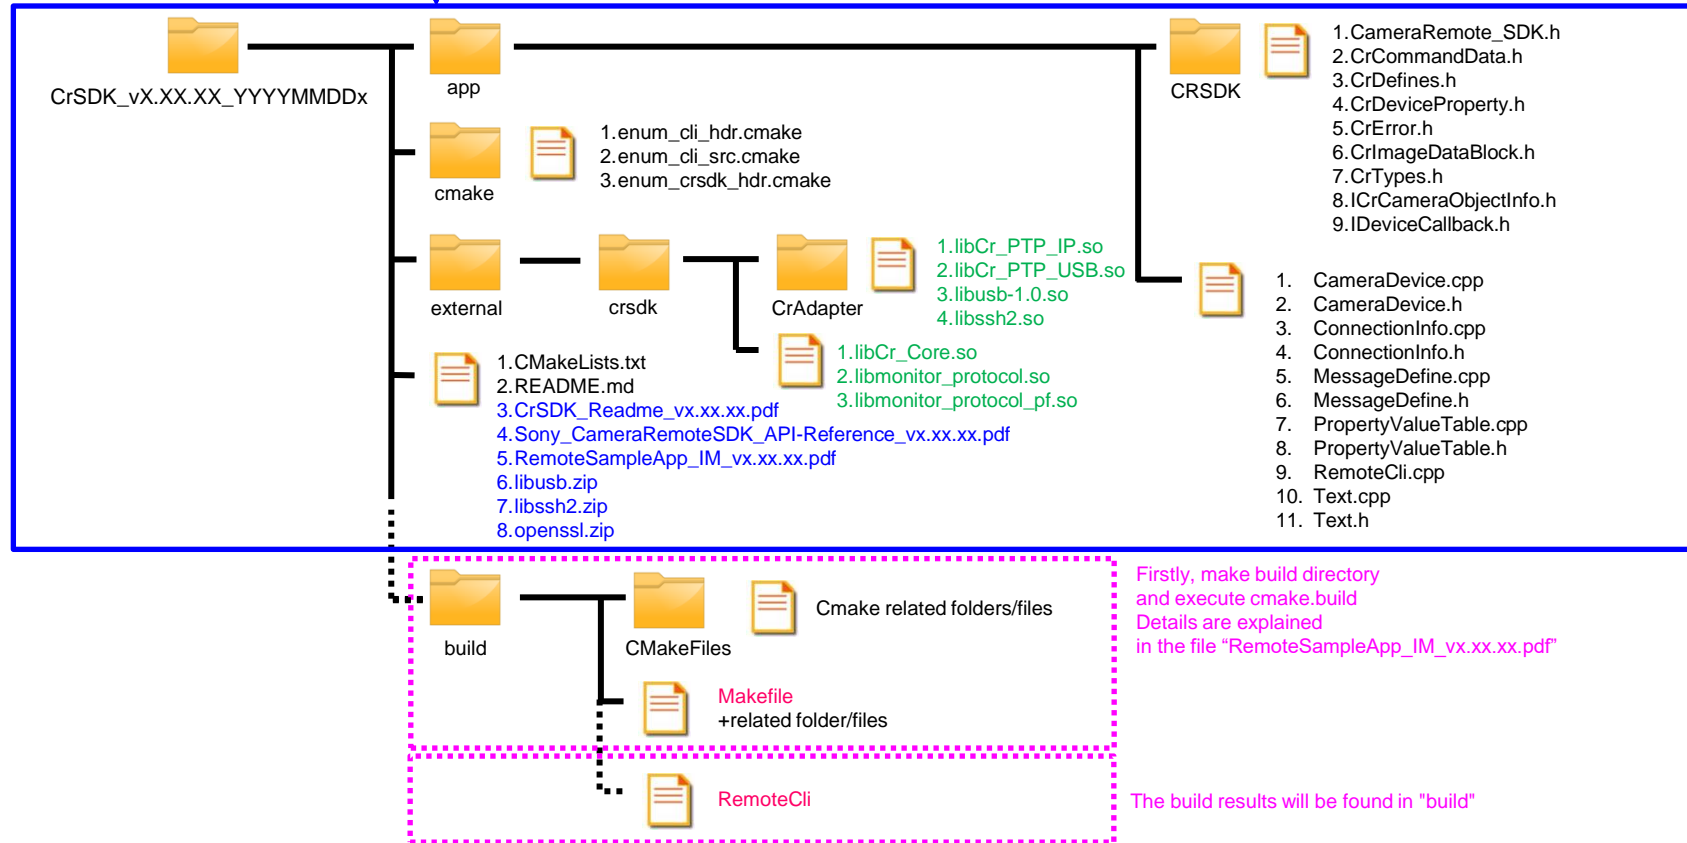 CrSDK_vX.XX.XX_YYYYMMDDx
app
CRSDK
1.CameraRemote_SDK.h
2.CrCommandData.h
3.CrDefines.h
4.CrDeviceProperty.h
5.CrError.h
6.CrImageDataBlock.h
7.CrTypes.h
8.ICrCameraObjectInfo.h
9.IDeviceCallback.h
cmake
1.enum_cli_hdr.cmake
2.enum_cli_src.cmake
3.enum_crsdk_hdr.cmake
external
crsdk
CrAdapter
1.libCr_PTP_IP.so
2.libCr_PTP_USB.so
3.libusb-1.0.so
4.libssh2.so
1. CameraDevice.cpp
2. CameraDevice.h
3. ConnectionInfo.cpp
4. ConnectionInfo.h
5. MessageDefine.cpp
6. MessageDefine.h
7. PropertyValueTable.cpp
8. PropertyValueTable.h
9. RemoteCli.cpp
10. Text.cpp
11. Text.h
1.libCr_Core.so
2.libmonitor_protocol.so
3.libmonitor_protocol_pf.so
1.CMakeLists.txt
2.README.md
3.CrSDK_Readme_vx.xx.xx.pdf
4.Sony_CameraRemoteSDK_API-Reference_vx.xx.xx.pdf
5.RemoteSampleApp_IM_vx.xx.xx.pdf
6.libusb.zip
7.libssh2.zip
8.openssl.zip
build
CMakeFiles
Cmake related folders/files
Firstly, make build directory
and execute cmake.build
Details are explained
in the file “RemoteSampleApp_IM_vx.xx.xx.pdf”
Makefile
+related folder/files
RemoteCli
The build results will be found in "build"